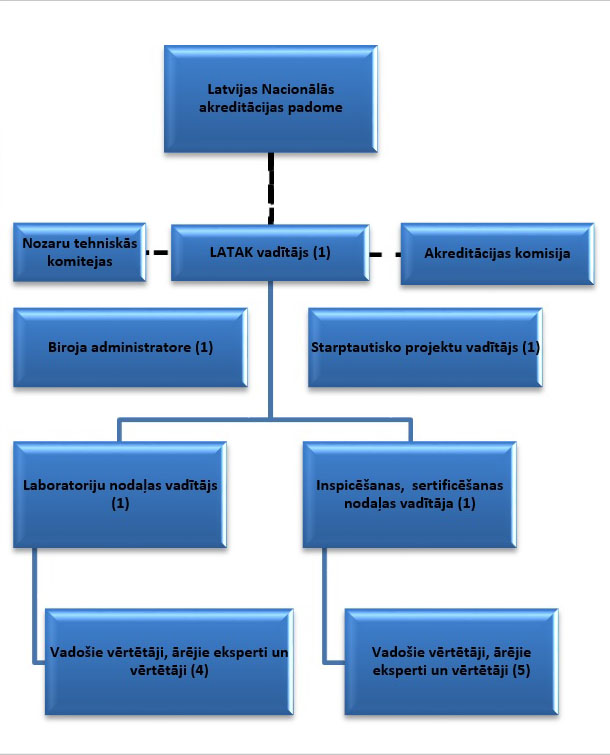 Latvijas Nacionālās
akreditācijas padome
Nozaru tehniskās
komitejas
LATAK vadītājs (1)
Akreditācijas komisija
Biroja administratore (1)
Starptautisko projektu vadītājs (1)
Laboratoriju nodaļas vadītājs
(1)
Inspicēšanas, sertificēšanas
nodaļas vadītāja (1)
Vadošie vērtētāji, ārējie eksperti un
vērtētāji (4)
Vadošie vērtētāji, ārējie
eksperti un vērtētāji (5)